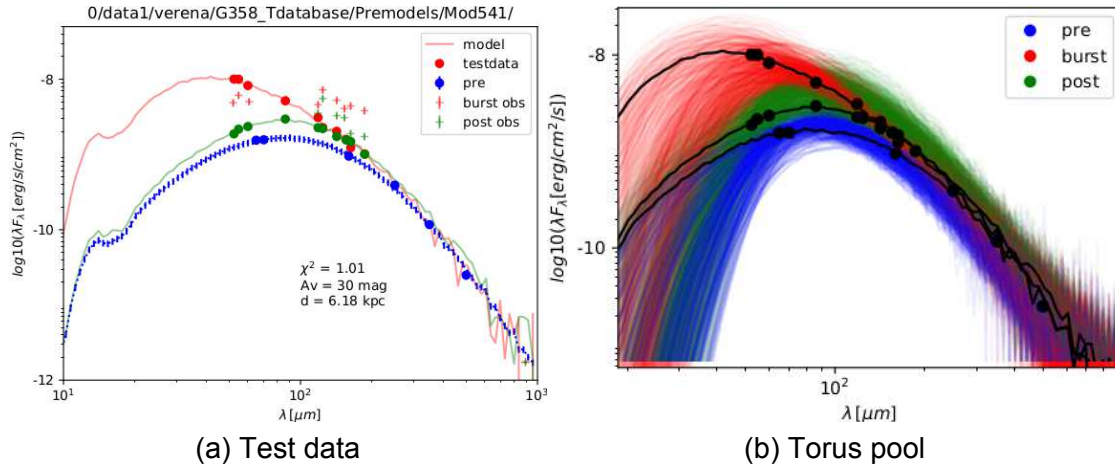 0/data1/verena/G358_Tdatabase/Premodels/Mod541/
log10(λFλ[erg/s/cm²])
-8
-10
-12
model
testdata
pre
burst obs
post obs
χ² = 1.01
Av = 30 mag
d = 6.18 kpc
10¹
10²
10³
λ [μm]
(a) Test data
log10(λFλ[erg/cm²/s])
-8
-10
pre
burst
post
10²
λ [μm]
(b) Torus pool